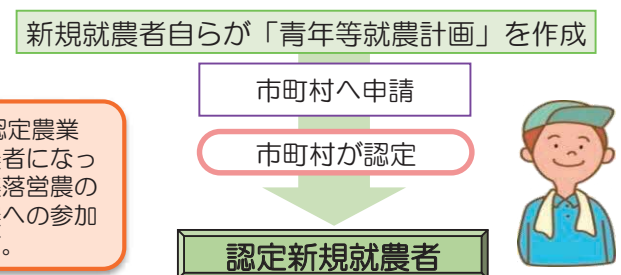 新規就農者自らが「青年等就農計画」を作成
市町村へ申請
市町村が認定
認定新規就農者
定農業
者になっ
落営農の
への参加
。